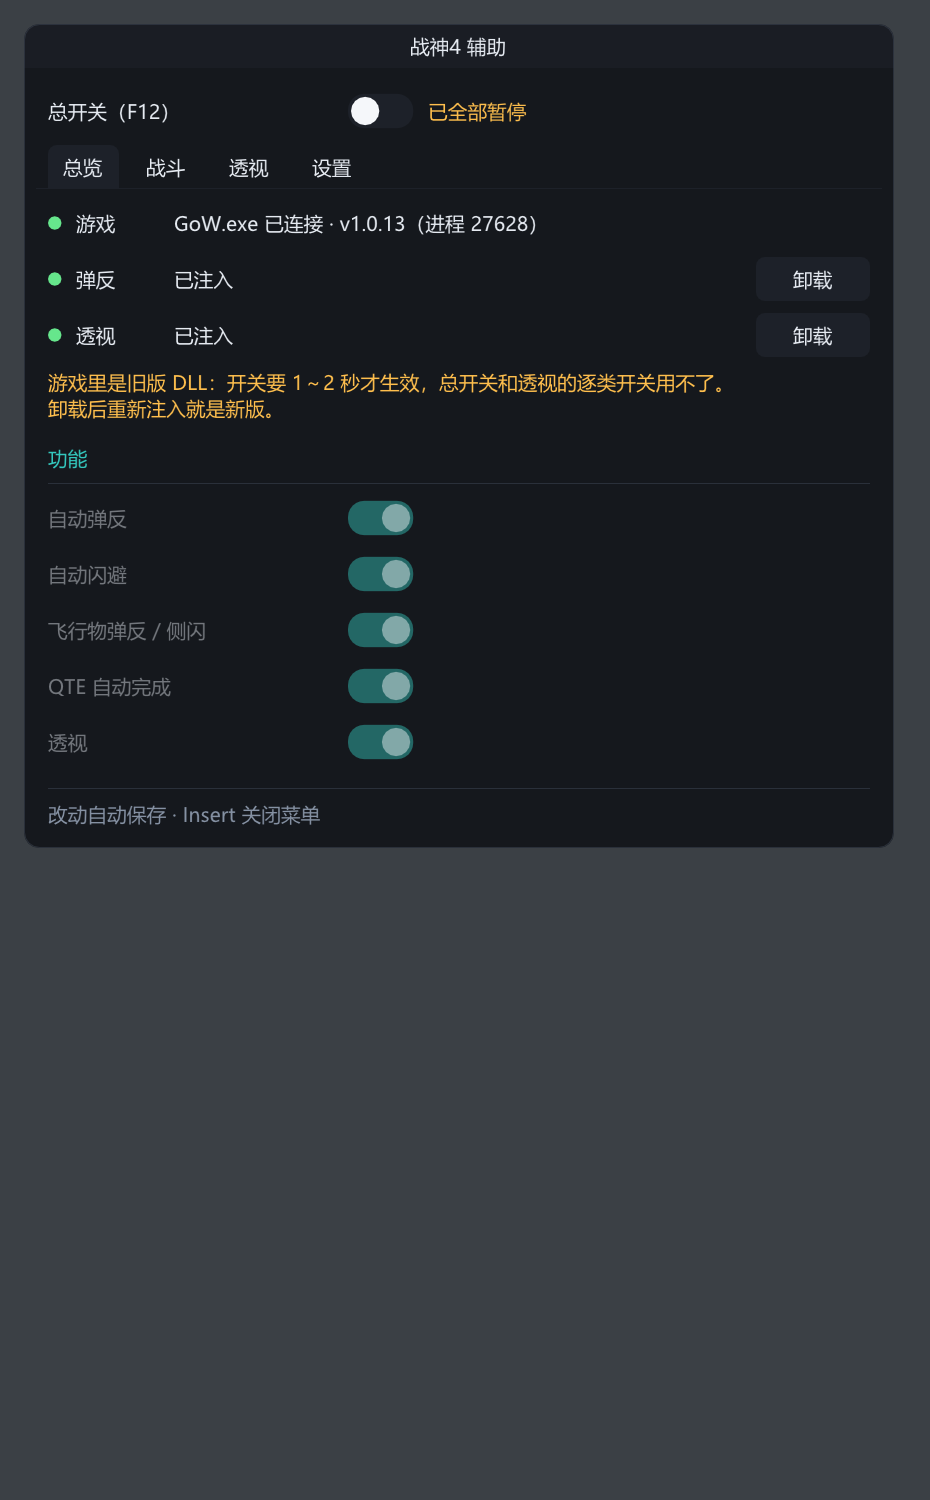 战神4 辅助
总开关（F12） 已全部暂停
总览 战斗 透视 设置
游戏 GoW.exe 已连接 · v1.0.13（进程 27628）
弹反 已注入 卸载
透视 已注入 卸载
游戏里是旧版 DLL：开关要 1～2 秒才生效，总开关和透视的逐类开关用不了。
卸载后重新注入就是新版。
功能
自动弹反
自动闪避
飞行物弹反 / 侧闪
QTE 自动完成
透视
改动自动保存 · Insert 关闭菜单